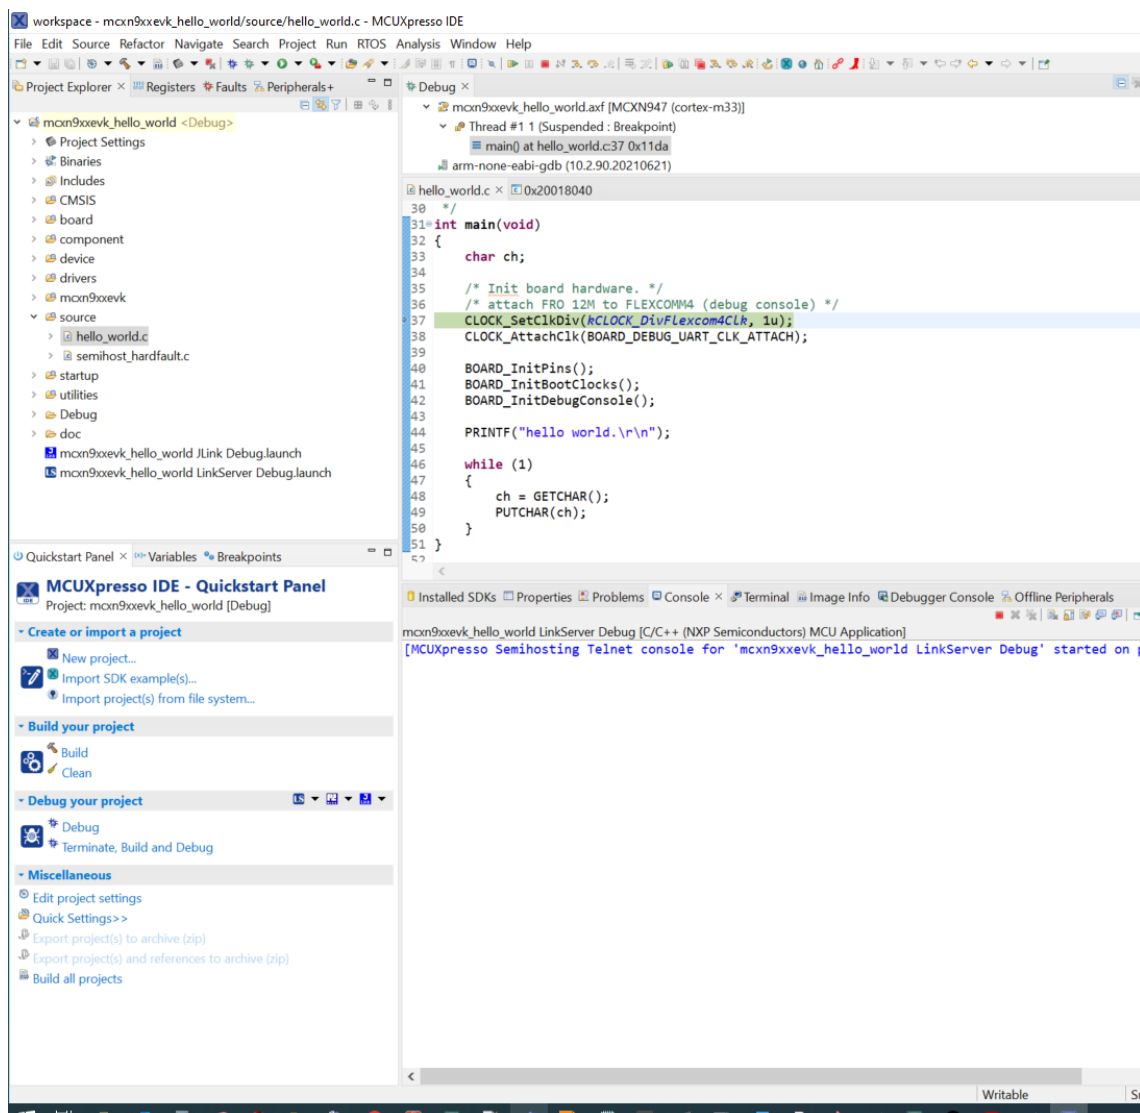 workspace - mcxn9xxevk_hello_world/source/hello_world.c - MCUXpresso IDE
File Edit Source Refactor Navigate Search Project Run RTOS Analysis Window Help
Project Explorer Registers Faults Peripherals+
mcxn9xxevk_hello_world <Debug>
Project Settings
Binaries
Includes
CMSIS
board
component
device
drivers
mcxn9xxevk
source
hello_world.c
semihost_hardfault.c
startup
utilities
Debug
doc
mcxn9xxevk_hello_world JLink Debug.launch
mcxn9xxevk_hello_world LinkServer Debug.launch
Debug
mcxn9xxevk_hello_world.axf [MCXN947 (cortex-m33)]
Thread #1 1 (Suspended : Breakpoint)
main() at hello_world.c:37 0x11da
arm-none-eabi-gdb (10.2.90.20210621)
hello_world.c 0x20018040
30 */
31 int main(void)
32 {
33 char ch;
34
35 /* Init board hardware. */
36 /* attach FRO 12M to FLEXCOMM4 (debug console) */
37 CLOCK_SetClkDiv(kCLOCK_DivFlexcom4Clk, 1u);
38 CLOCK_AttachClk(BOARD_DEBUG_UART_CLK_ATTACH);
39
40 BOARD_InitPins();
41 BOARD_InitBootClocks();
42 BOARD_InitDebugConsole();
43
44 PRINTF("hello world.\r\n");
45
46 while (1)
47 {
48 ch = GETCHAR();
49 PUTCHAR(ch);
50 }
51 }
52
Quickstart Panel Variables Breakpoints
MCUXpresso IDE - Quickstart Panel
Project: mcxn9xxevk_hello_world [Debug]
Create or import a project
New project...
Import SDK example(s)...
Import project(s) from file system...
Build your project
Build
Clean
Debug your project
Debug
Terminate, Build and Debug
Miscellaneous
Edit project settings
Quick Settings>>
Export project(s) to archive (zip)
Export project(s) and references to archive (zip)
Build all projects
Installed SDKs Properties Problems Console Terminal Image Info Debugger Console Offline Peripherals
mcxn9xxevk_hello_world LinkServer Debug [C/C++ (NXP Semiconductors) MCU Application]
[MCUXpresso Semihosting Telnet console for 'mcxn9xxevk_hello_world LinkServer Debug' started on p
Writable